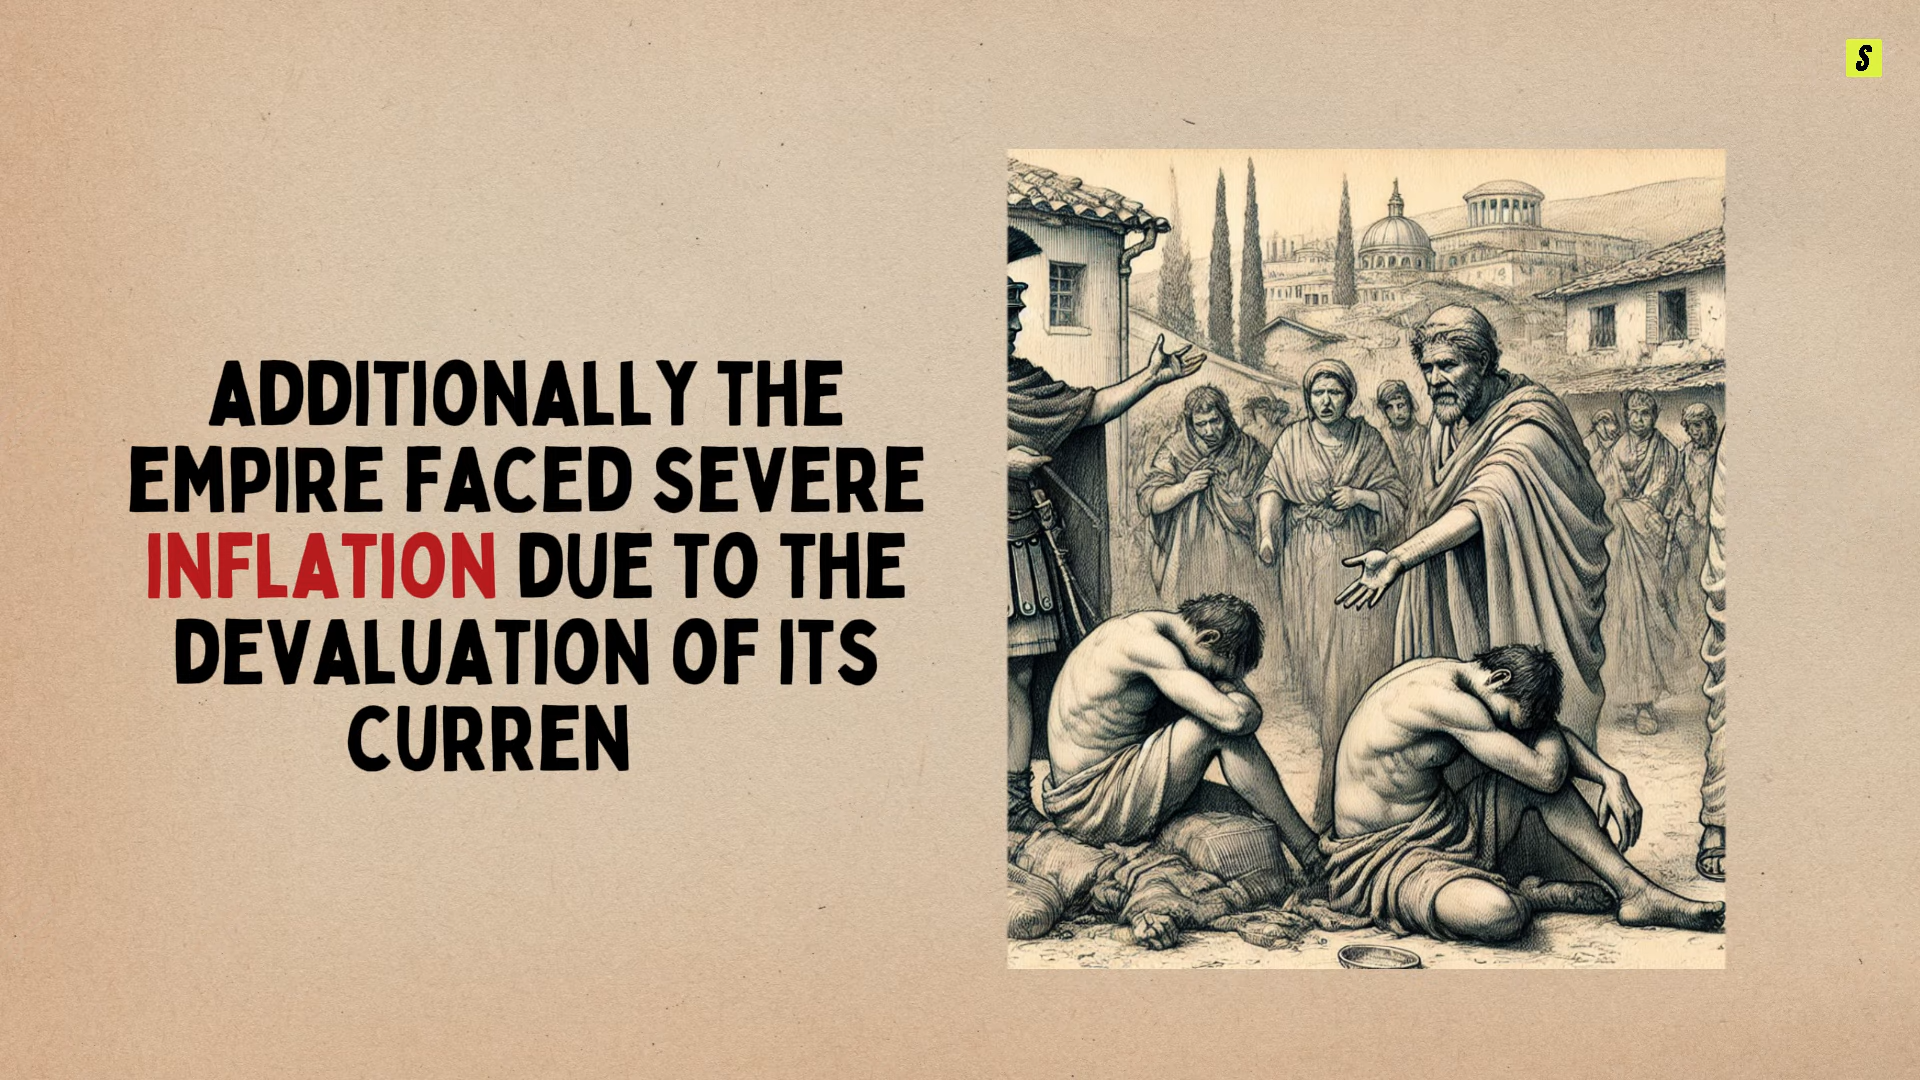 S
ADDITIONALLY THE
EMPIRE FACED SEVERE
INFLATION DUE TO THE
DEVALUATION OF ITS
CURREN